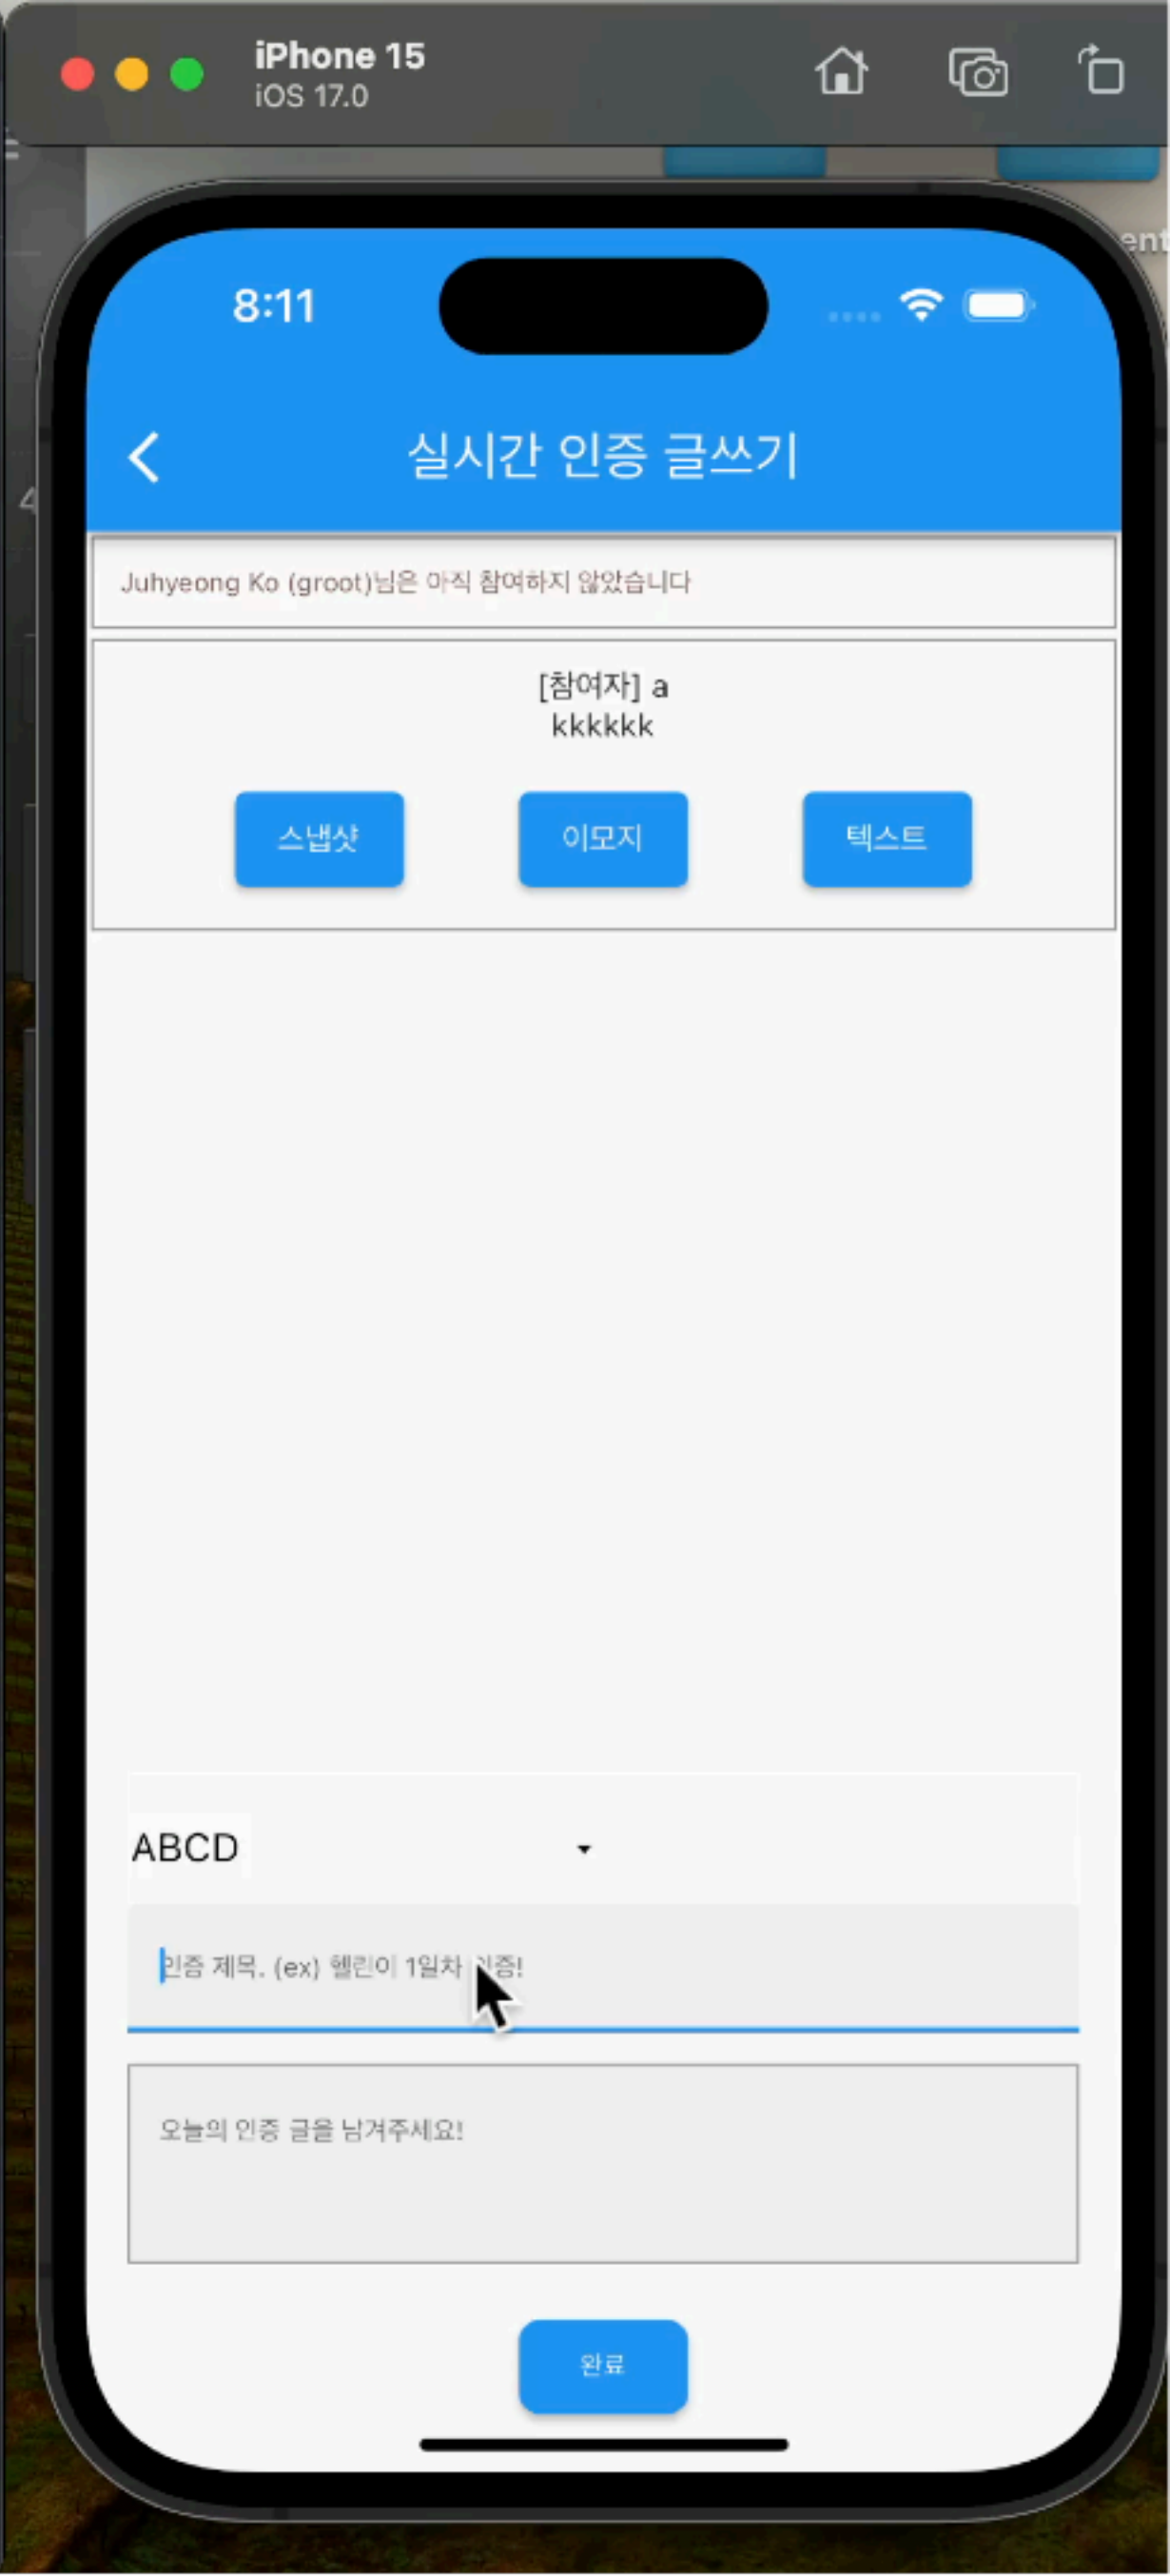 iPhone 15
iOS 17.0
8:11
실시간 인증 글쓰기
Juhyeong Ko (groot)님은 아직 참여하지 않았습니다
[참여자] a
kkkkkk
스냅샷 이모지 텍스트
ABCD
인증 제목. (ex) 헬린이 1일차 인증!
오늘의 인증 글을 남겨주세요!
완료